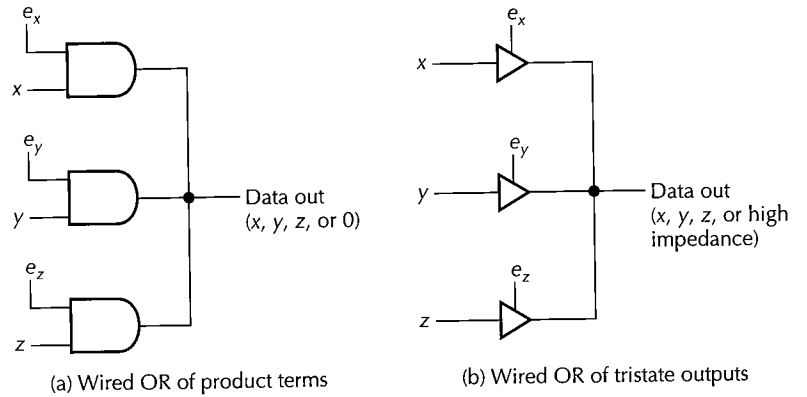 e_x
x
e_y
y
e_z
z
Data out
(x, y, z, or 0)
(a) Wired OR of product terms
e_x
x
e_y
y
e_z
z
Data out
(x, y, z, or high
impedance)
(b) Wired OR of tristate outputs